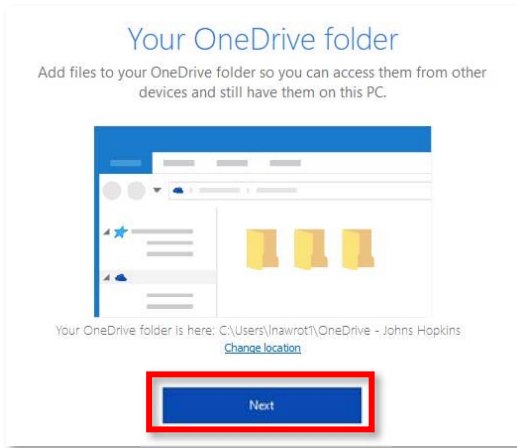 Your OneDrive folder
Add files to your OneDrive folder so you can access them from other
devices and still have them on this PC.
Your OneDrive folder is here: C:\Users\lnawrot1\OneDrive - Johns Hopkins
Change location
Next